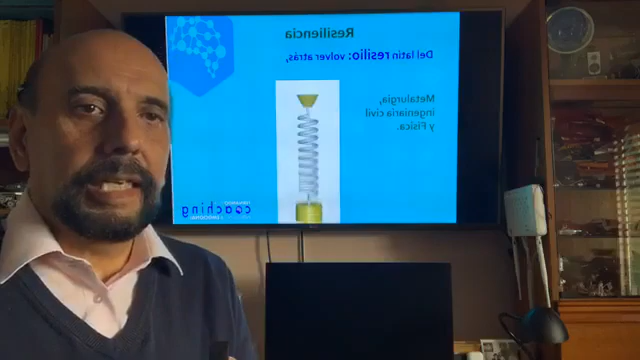 Resiliencia
Del latín resilio: volver atrás,
Metalurgia,
ingeniería civil
y Física.
coaching